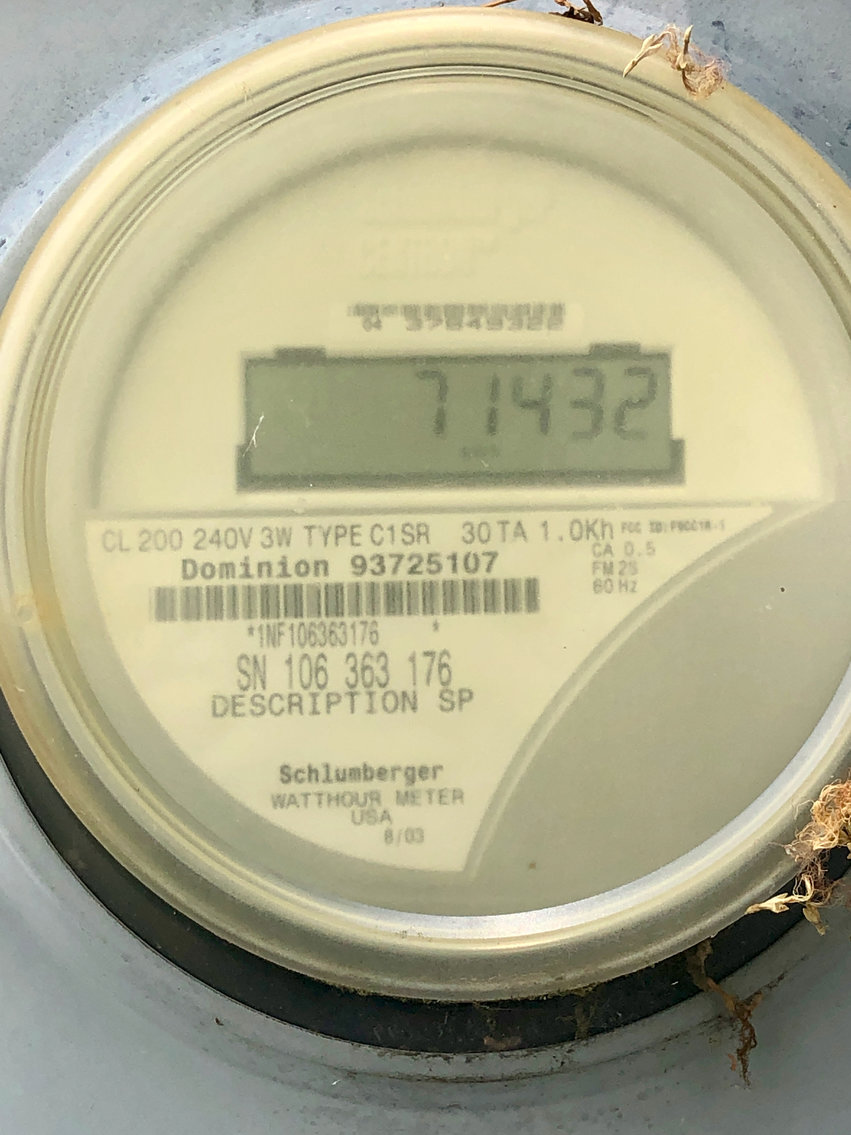 71432
CL 200 240V 3W TYPE C1SR 30 TA 1.0Kh
CA 0.5
FM 2S
60 Hz
Dominion 93725107
*1NF106363176 *
SN 106 363 176
DESCRIPTION SP
Schlumberger
WATTHOUR METER
USA
8/03